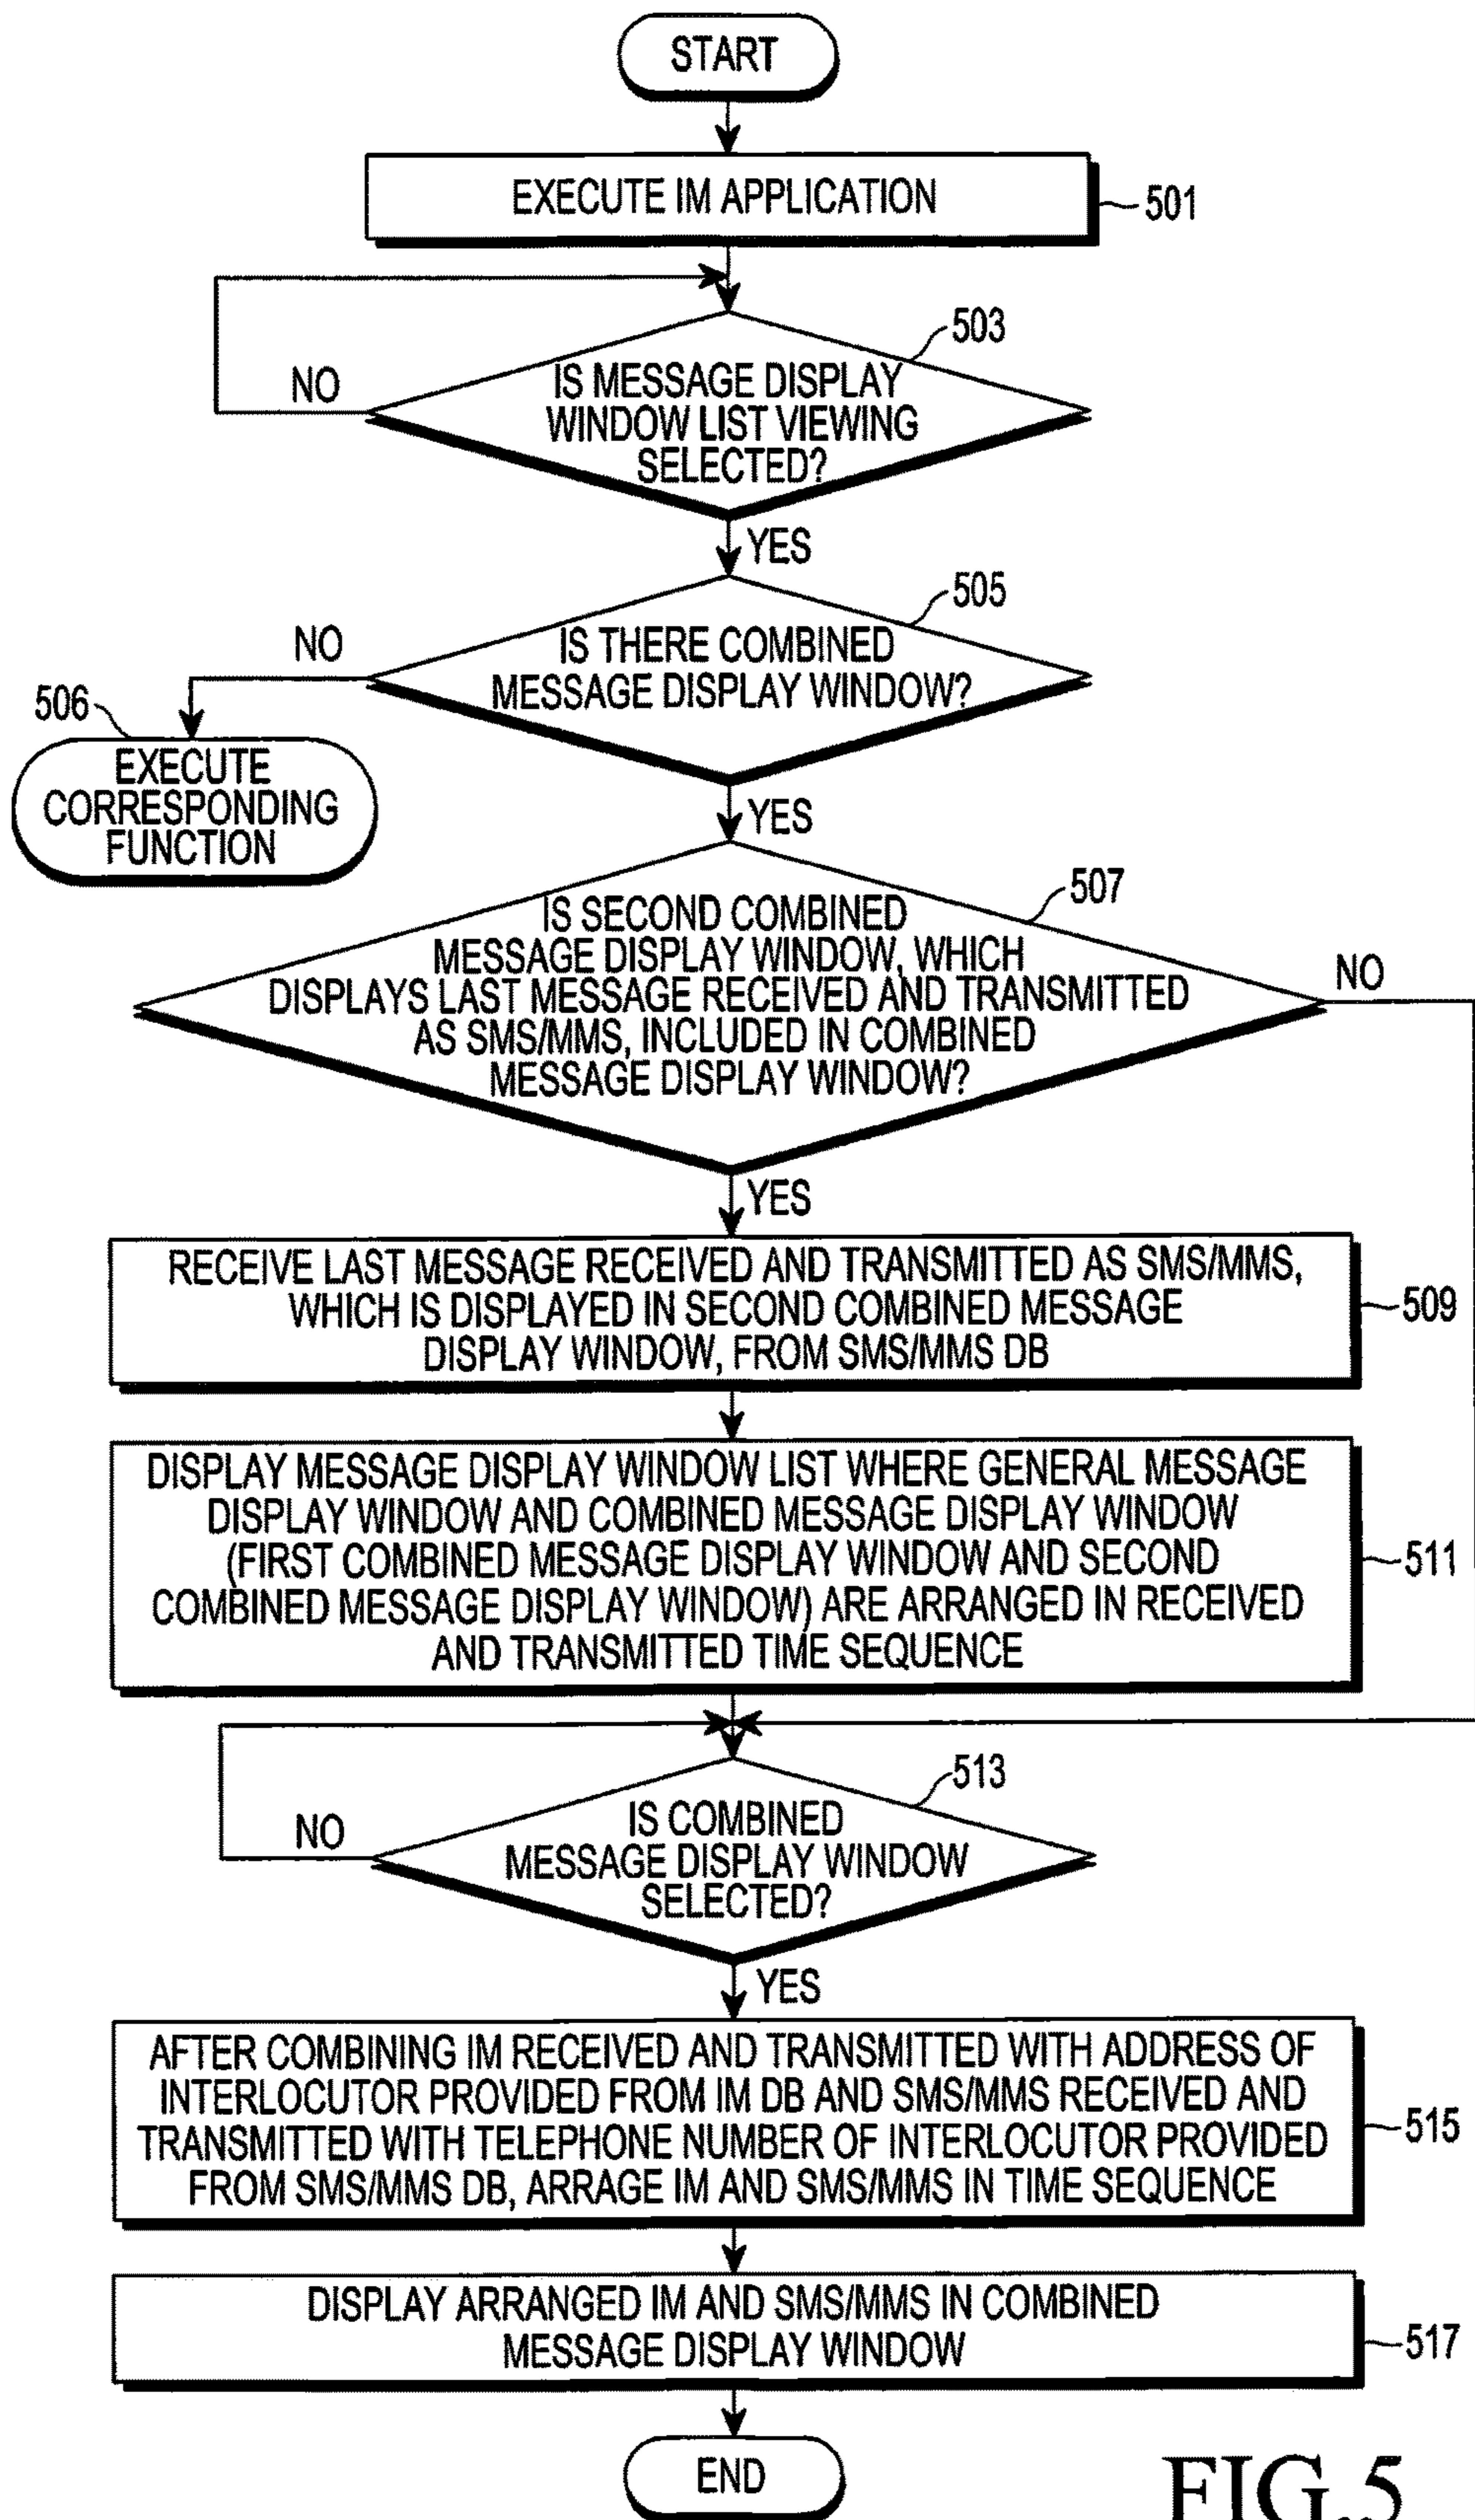 START
EXECUTE IM APPLICATION
501
503
IS MESSAGE DISPLAY
WINDOW LIST VIEWING
SELECTED?
NO
YES
505
IS THERE COMBINED
MESSAGE DISPLAY WINDOW?
NO
506
EXECUTE
CORRESPONDING
FUNCTION
YES
507
IS SECOND COMBINED
MESSAGE DISPLAY WINDOW, WHICH
DISPLAYS LAST MESSAGE RECEIVED AND TRANSMITTED
AS SMS/MMS, INCLUDED IN COMBINED
MESSAGE DISPLAY WINDOW?
NO
YES
RECEIVE LAST MESSAGE RECEIVED AND TRANSMITTED AS SMS/MMS,
WHICH IS DISPLAYED IN SECOND COMBINED MESSAGE
DISPLAY WINDOW, FROM SMS/MMS DB
509
DISPLAY MESSAGE DISPLAY WINDOW LIST WHERE GENERAL MESSAGE
DISPLAY WINDOW AND COMBINED MESSAGE DISPLAY WINDOW
(FIRST COMBINED MESSAGE DISPLAY WINDOW AND SECOND
COMBINED MESSAGE DISPLAY WINDOW) ARE ARRANGED IN RECEIVED
AND TRANSMITTED TIME SEQUENCE
511
513
IS COMBINED
MESSAGE DISPLAY WINDOW
SELECTED?
NO
YES
AFTER COMBINING IM RECEIVED AND TRANSMITTED WITH ADDRESS OF
INTERLOCUTOR PROVIDED FROM IM DB AND SMS/MMS RECEIVED AND
TRANSMITTED WITH TELEPHONE NUMBER OF INTERLOCUTOR PROVIDED
FROM SMS/MMS DB, ARRAGE IM AND SMS/MMS IN TIME SEQUENCE
515
DISPLAY ARRANGED IM AND SMS/MMS IN COMBINED
MESSAGE DISPLAY WINDOW
517
END
FIG.5